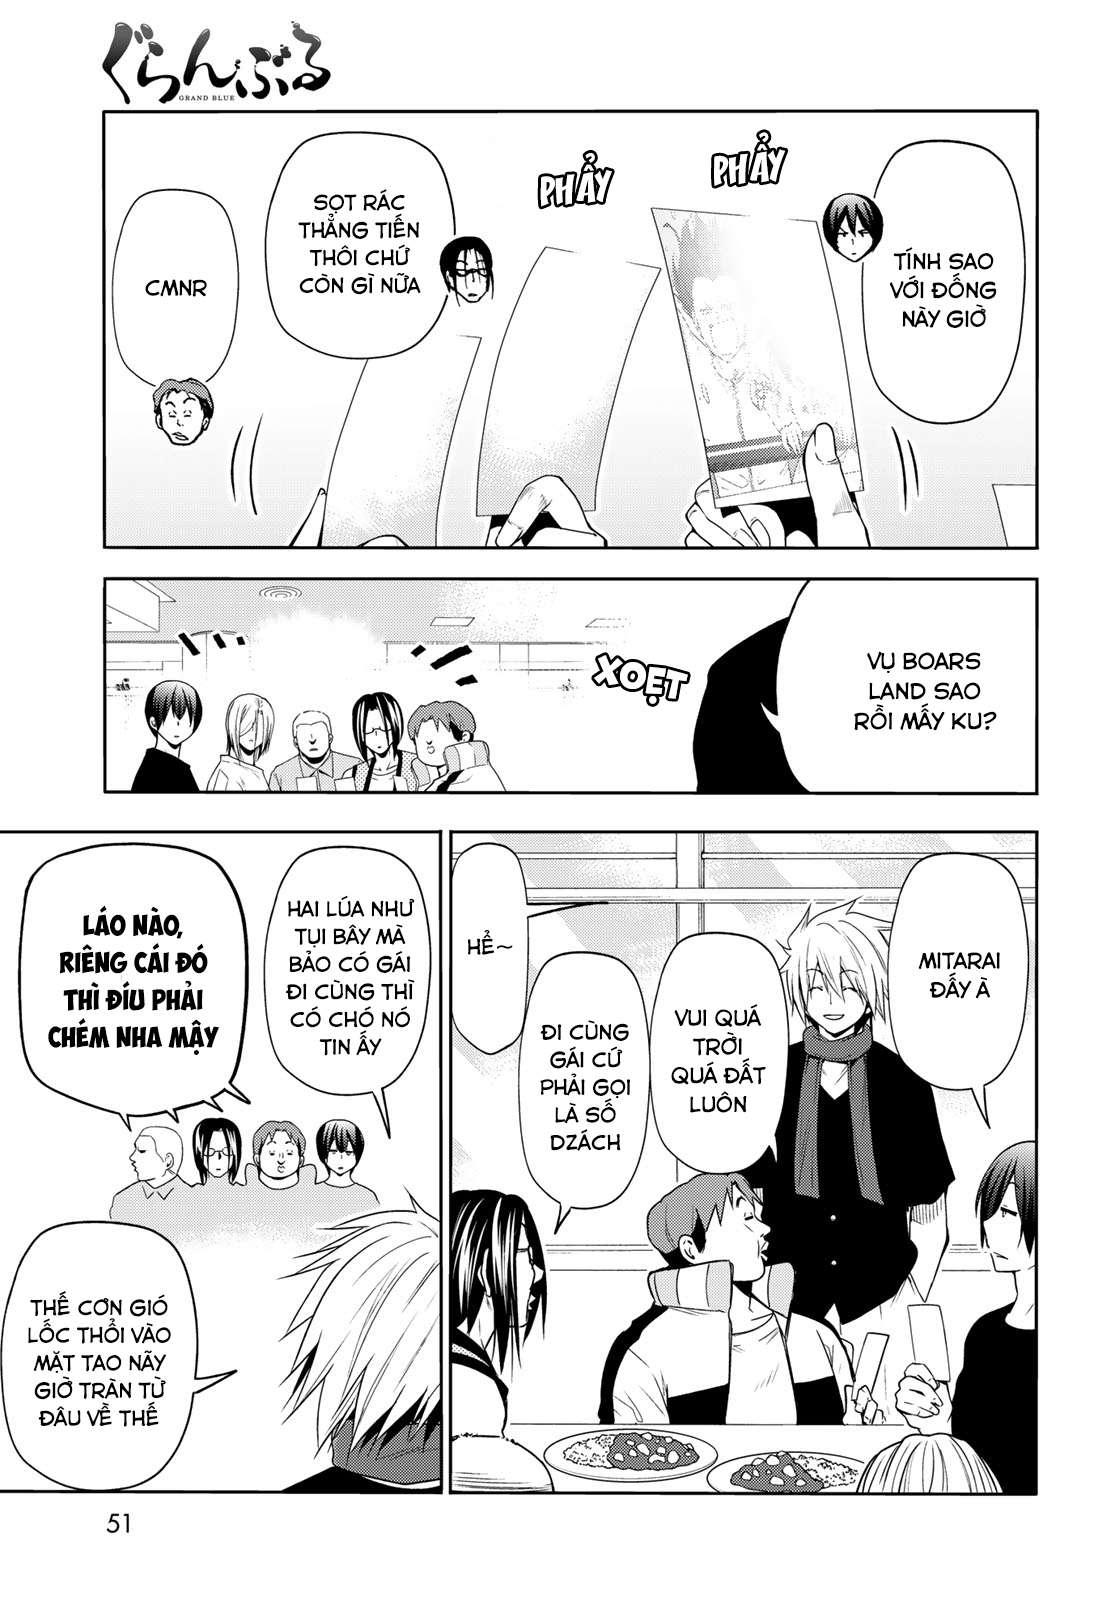 ぐらんぶる
GRAND BLUE
TÍNH SAO
VỚI ĐỐNG
NÀY GIỜ
PHẨY
PHẨY
SỌT RÁC
THẲNG TIẾN
THÔI CHỨ
CÒN GÌ NỮA
CMNR
VỤ BOARS
LAND SAO
RỒI MẤY KU?
XOẸT
MITARAI
ĐẤY À
VUI QUÁ
TRỜI
QUÁ ĐẤT
LUÔN
ĐI CÙNG
GÁI CỨ
PHẢI GỌI
LÀ SỐ
DZÁCH
HỂ~
HAI LÚA NHƯ
TỤI BÂY MÀ
BẢO CÓ GÁI
ĐI CÙNG THÌ
CÓ CHÓ NÓ
TIN ẤY
LÁO NÀO,
RIÊNG CÁI ĐÓ
THÌ ĐÍU PHẢI
CHÉM NHA MẬY
THẾ CƠN GIÓ
LỐC THỔI VÀO
MẶT TAO NÃY
GIỜ TRÀN TỪ
ĐÂU VỀ THẾ
51